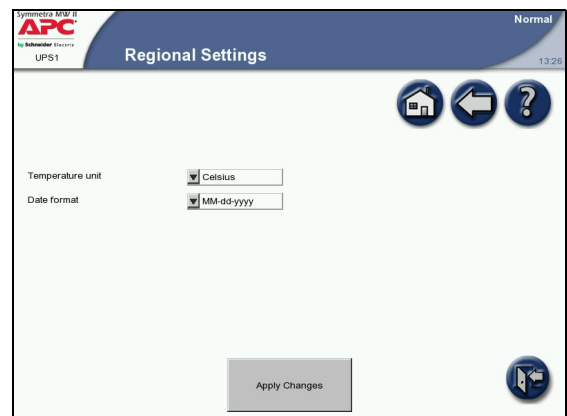 Symmetra MW II
APC
by Schneider Electric
UPS1
Regional Settings
Normal
13:26
?
Temperature unit
Celsius
Date format
MM-dd-yyyy
Apply Changes